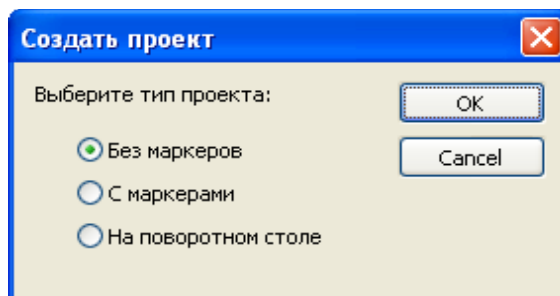 Создать проект
Выберите тип проекта:
OK
Без маркеров
Cancel
С маркерами
На поворотном столе